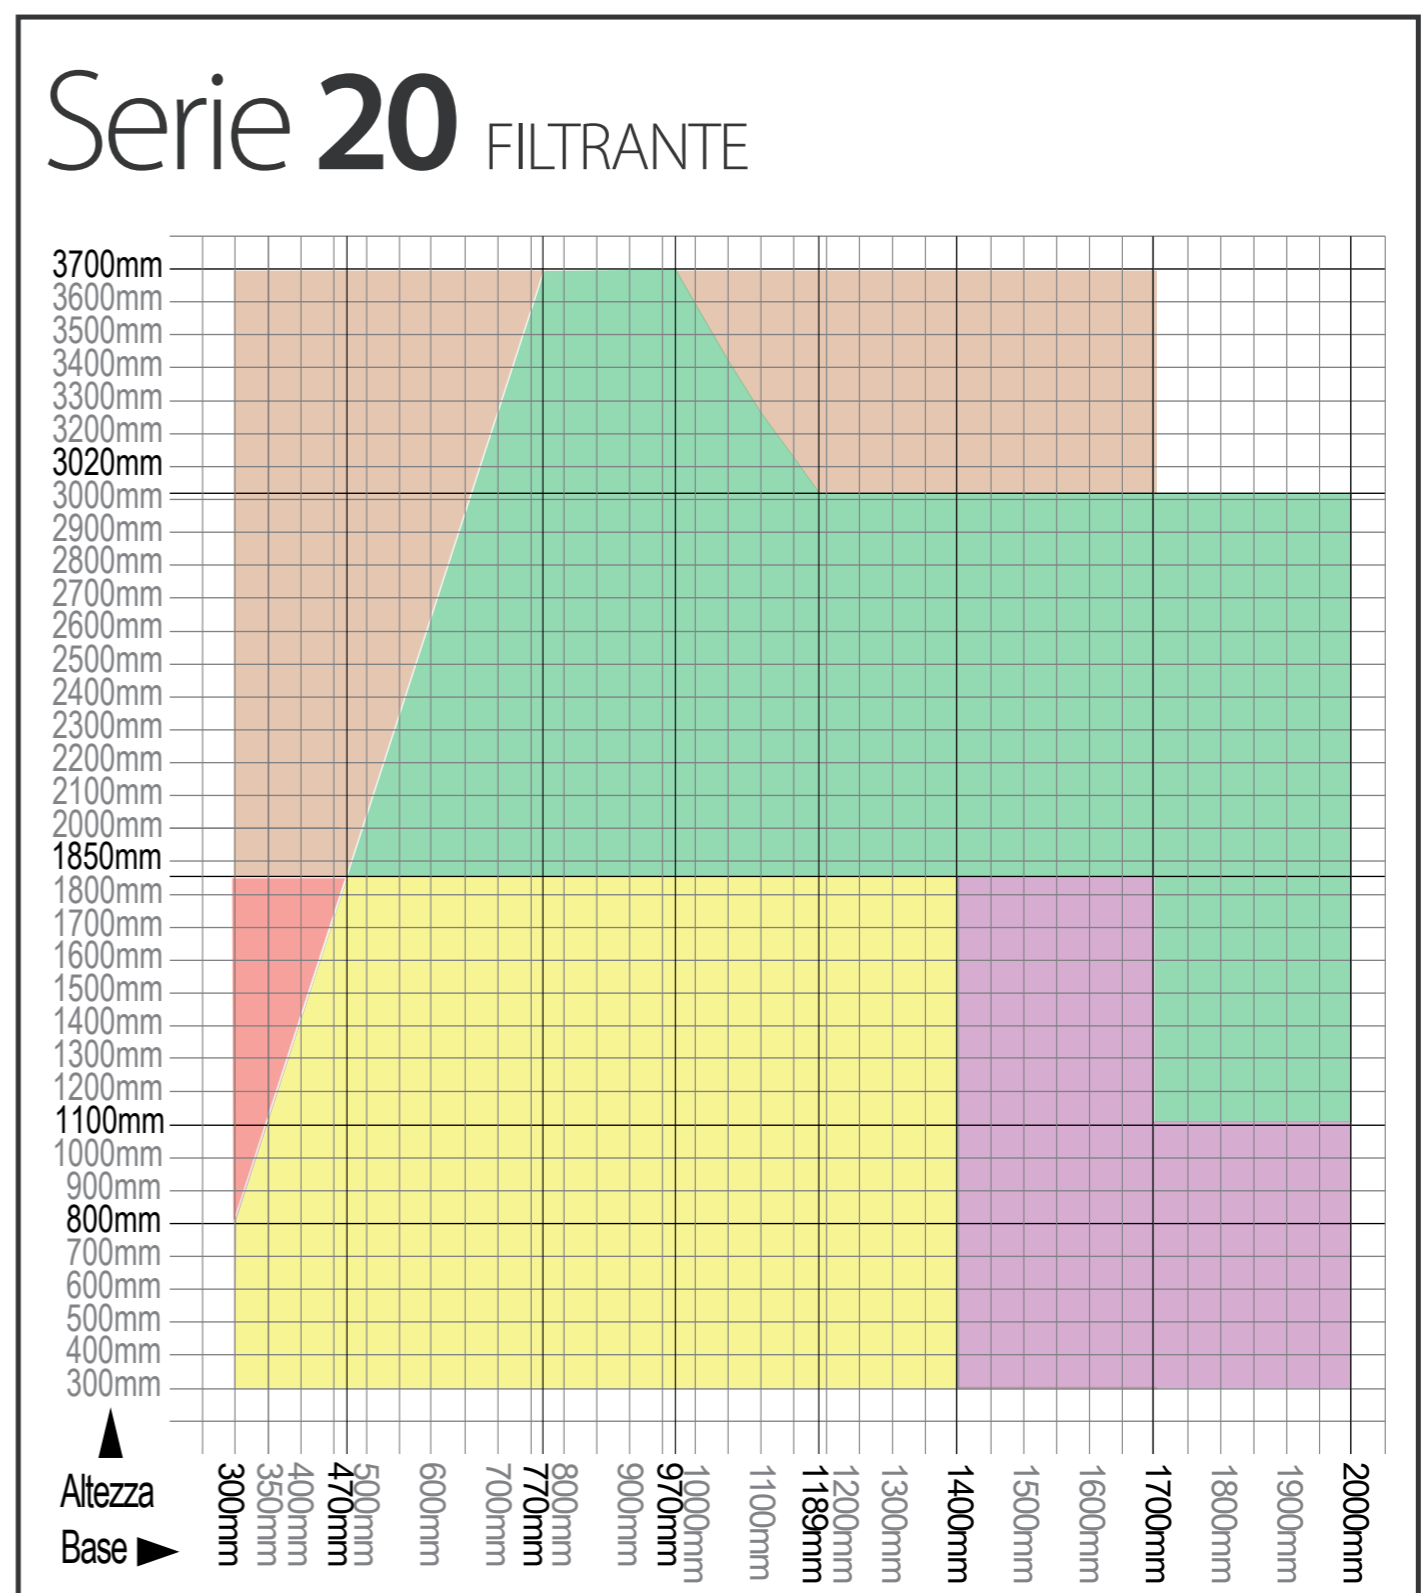 Serie 20 FILTRANTE
3700mm
3600mm
3500mm
3400mm
3300mm
3200mm
3020mm
3000mm
2900mm
2800mm
2700mm
2600mm
2500mm
2400mm
2300mm
2200mm
2100mm
2000mm
1850mm
1800mm
1700mm
1600mm
1500mm
1400mm
1300mm
1200mm
1100mm
1000mm
900mm
800mm
700mm
600mm
500mm
400mm
300mm
Altezza
Base
300mm
350mm
400mm
470mm
500mm
600mm
700mm
770mm
800mm
900mm
970mm
1000mm
1100mm
1189mm
1200mm
1300mm
1400mm
1500mm
1600mm
1700mm
1800mm
1900mm
2000mm